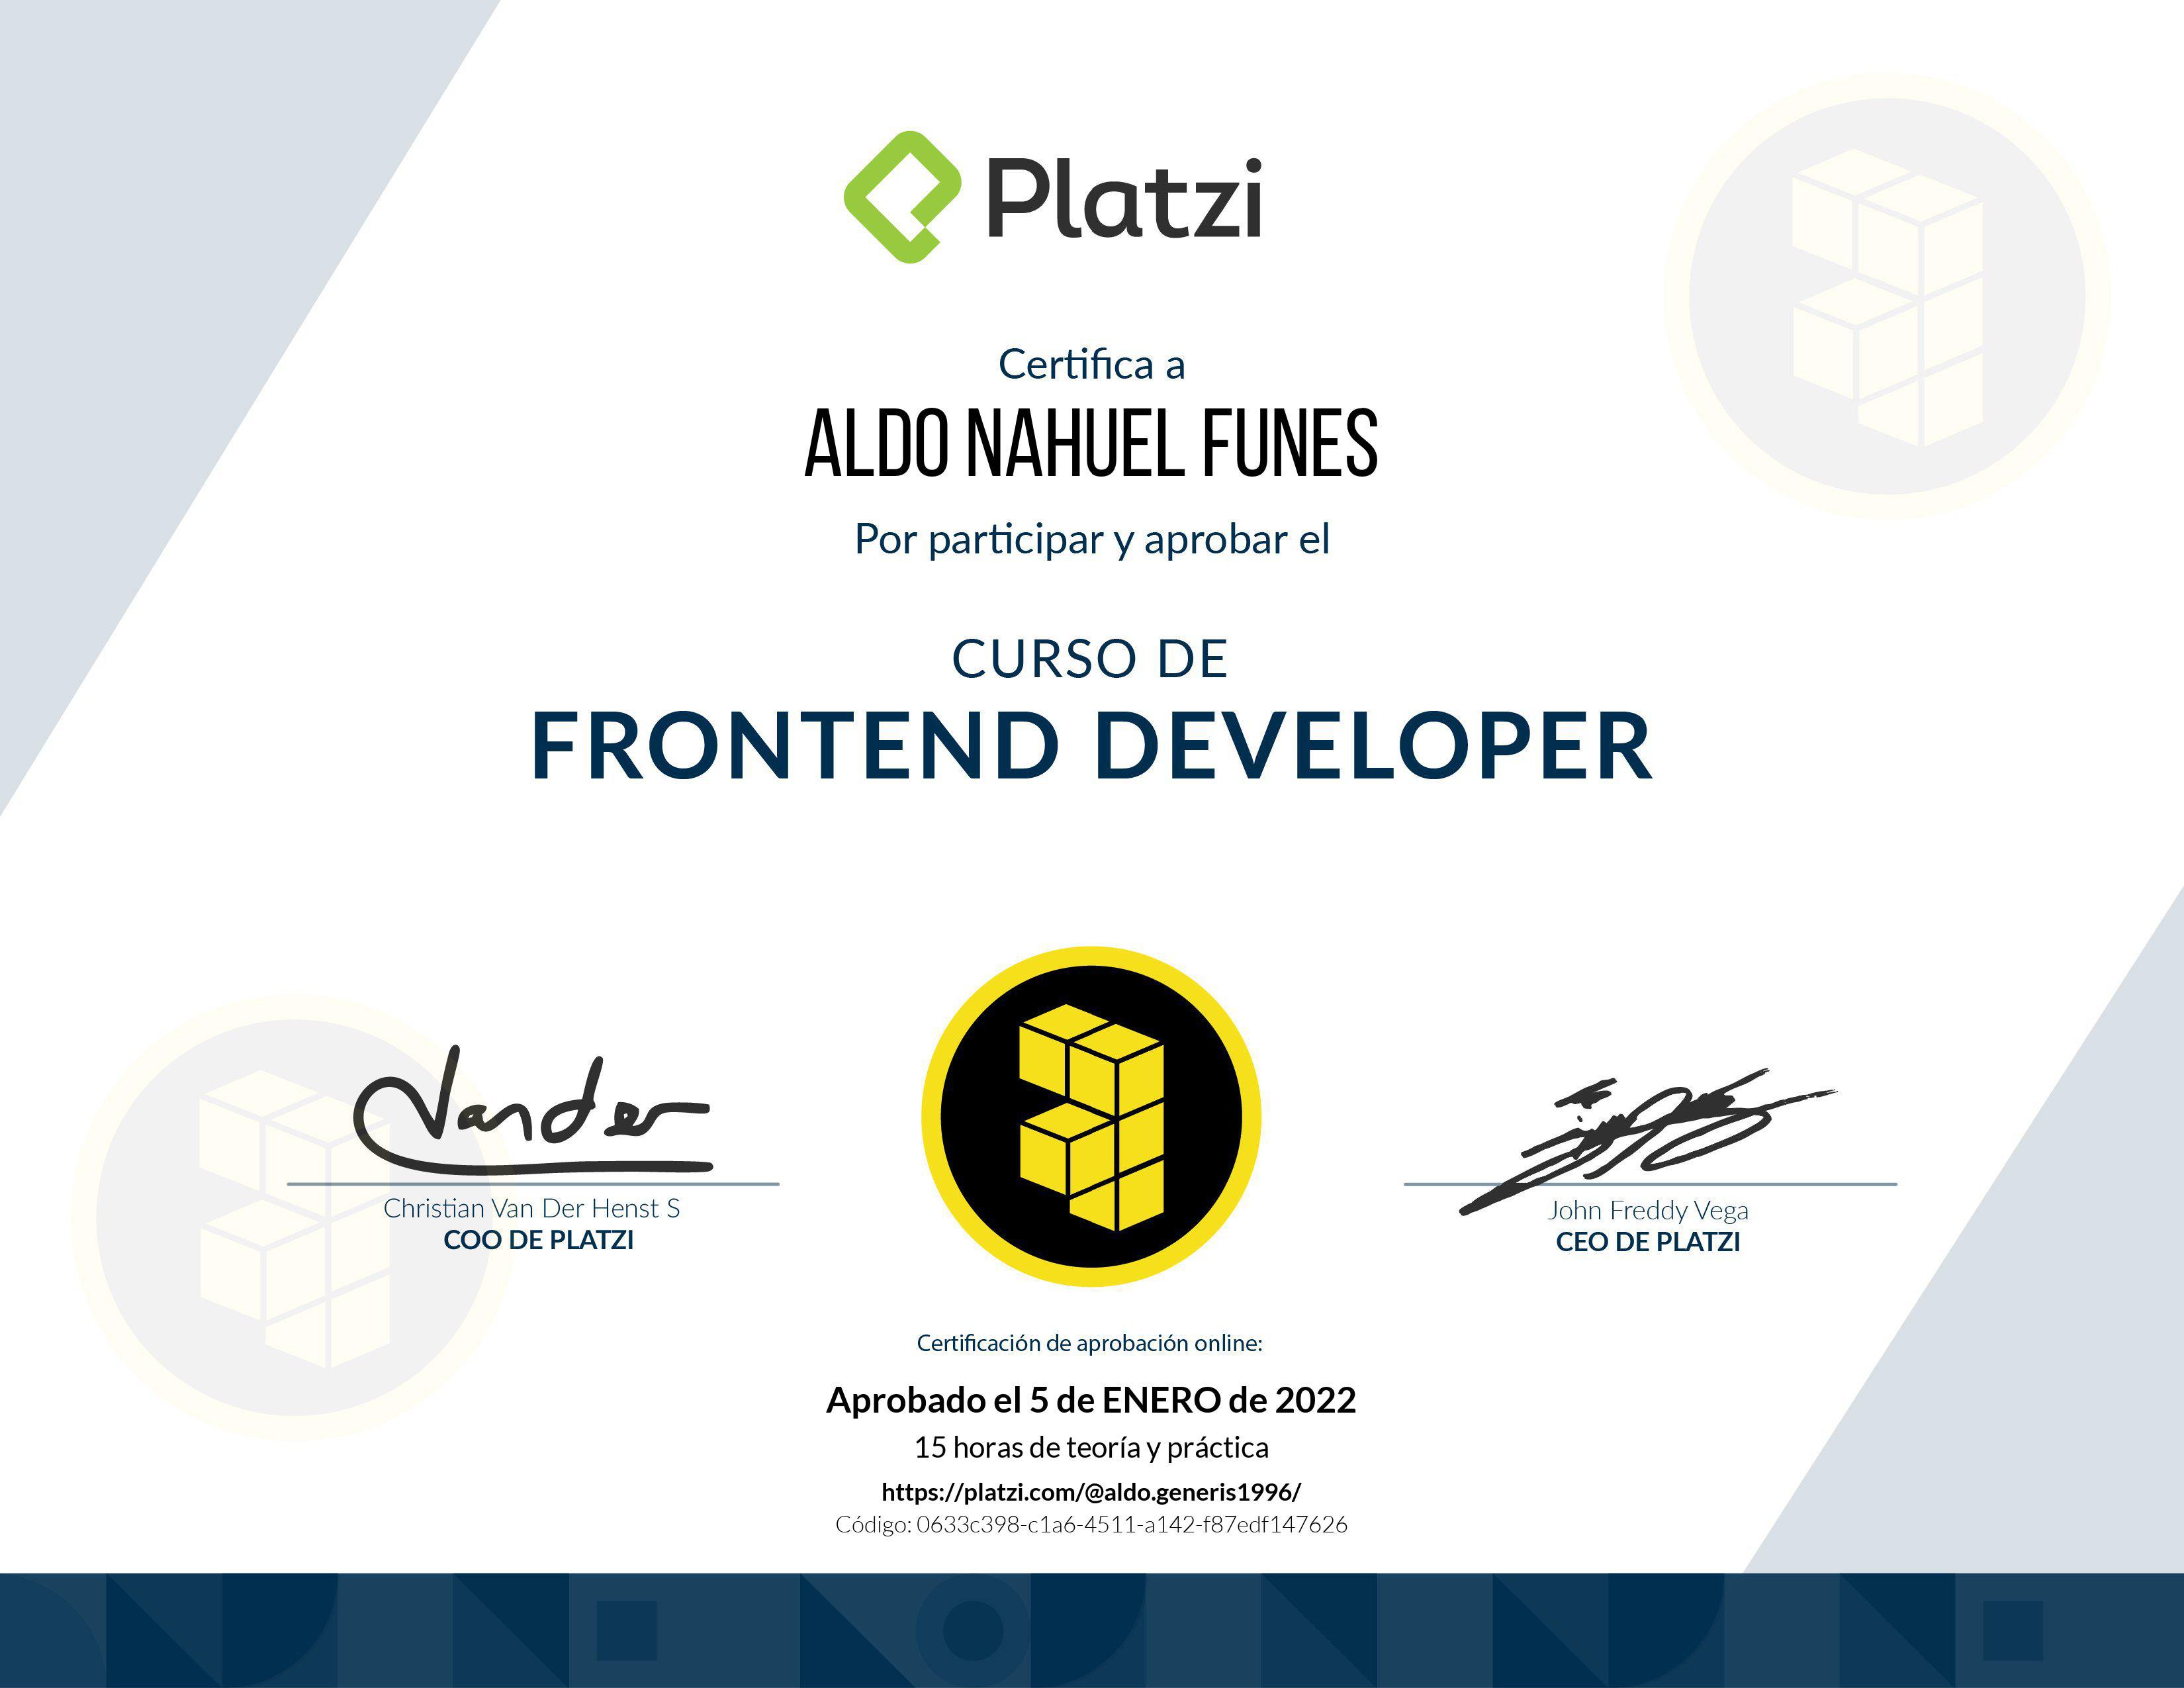 Platzi
Certifica a
ALDO NAHUEL FUNES
Por participar y aprobar el
CURSO DE
FRONTEND DEVELOPER
Vander
Christian Van Der Henst S
COO DE PLATZI
John Freddy Vega
CEO DE PLATZI
Certificación de aprobación online:
Aprobado el 5 de ENERO de 2022
15 horas de teoría y práctica
https://platzi.com/@aldo.generis1996/
Código: 0633c398-c1a6-4511-a142-f87edf147626